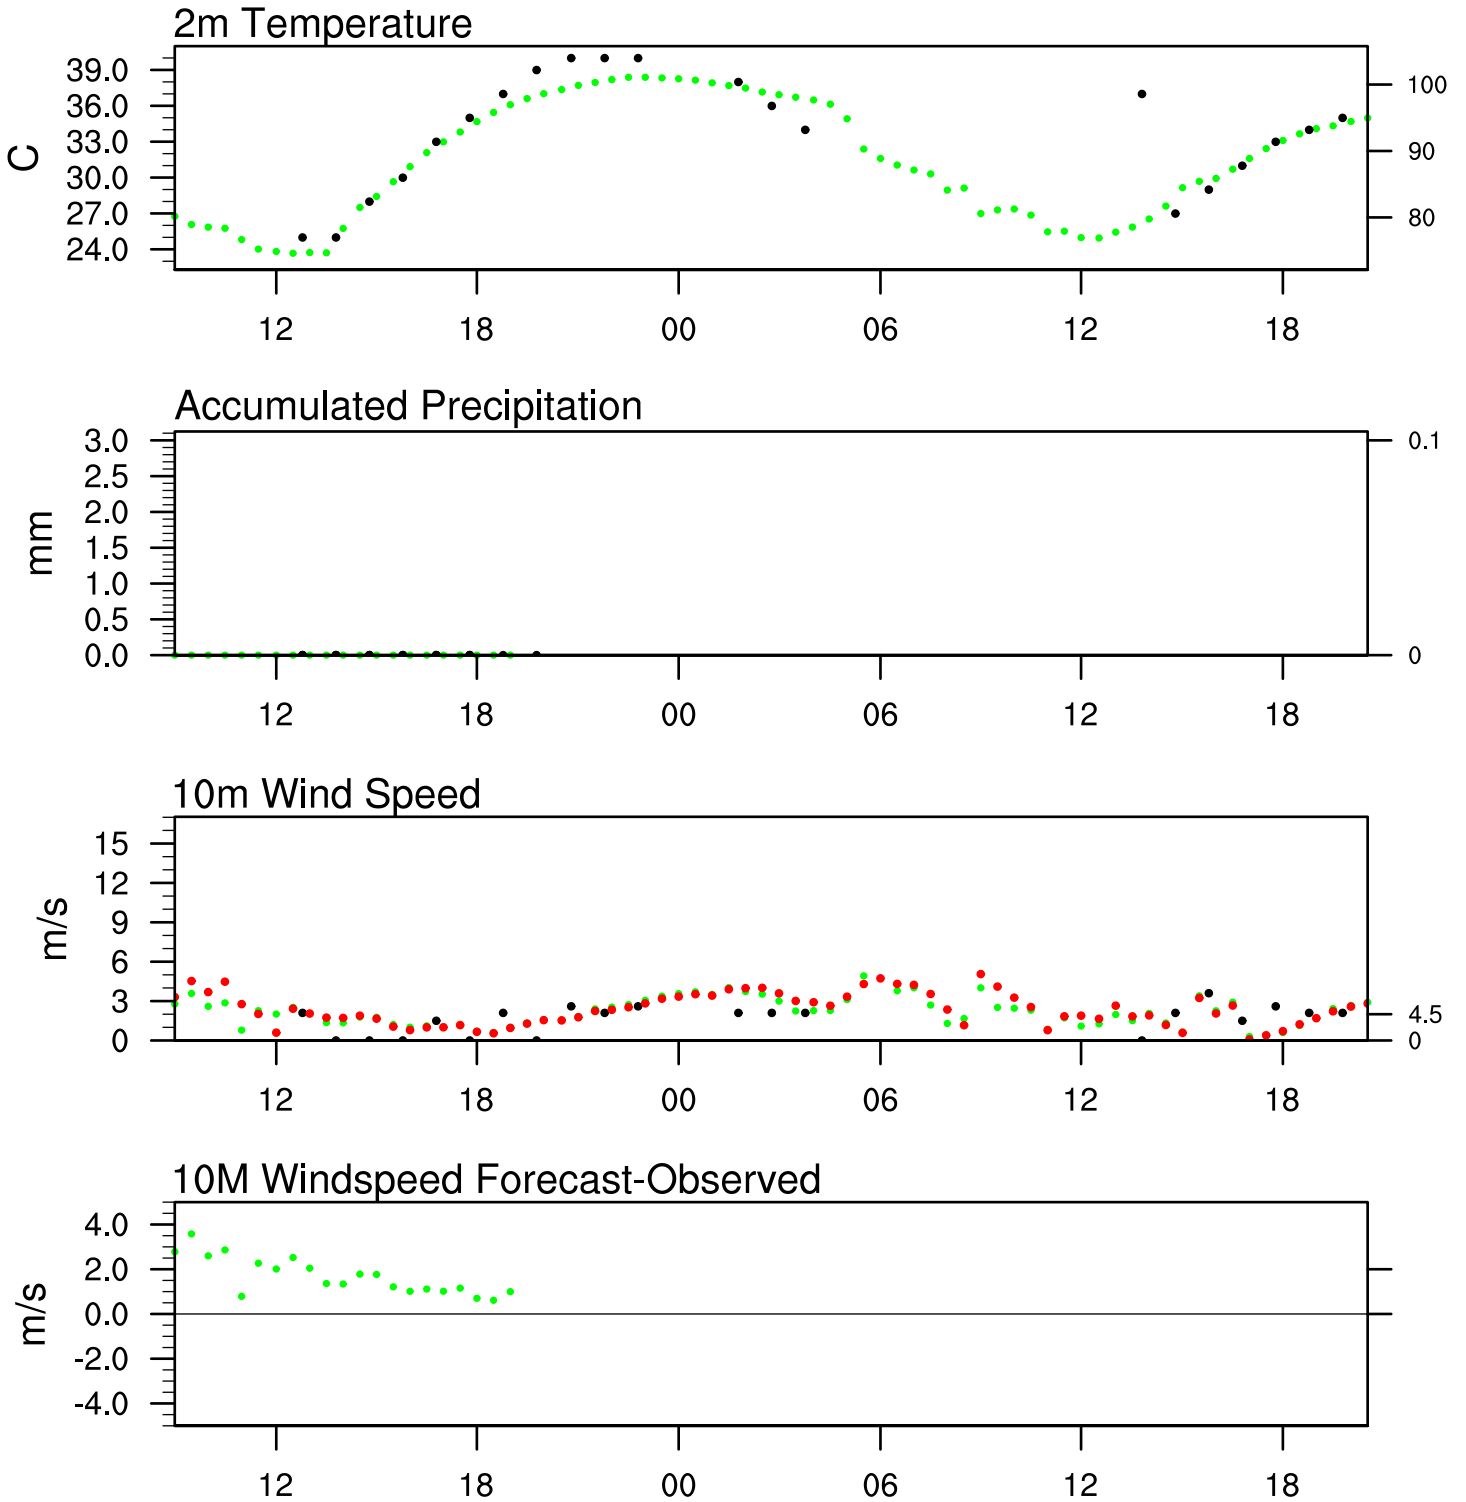 2m Temperature
39.0
36.0
33.0
30.0
27.0
24.0
C
100
90
80
12 18 00 06 12 18
Accumulated Precipitation
3.0
2.5
2.0
1.5
1.0
0.5
0.0
mm
0.1
0
12 18 00 06 12 18
10m Wind Speed
15
12
9
6
3
0
m/s
4.5
0
12 18 00 06 12 18
10M Windspeed Forecast-Observed
4.0
2.0
0.0
-2.0
-4.0
m/s
12 18 00 06 12 18